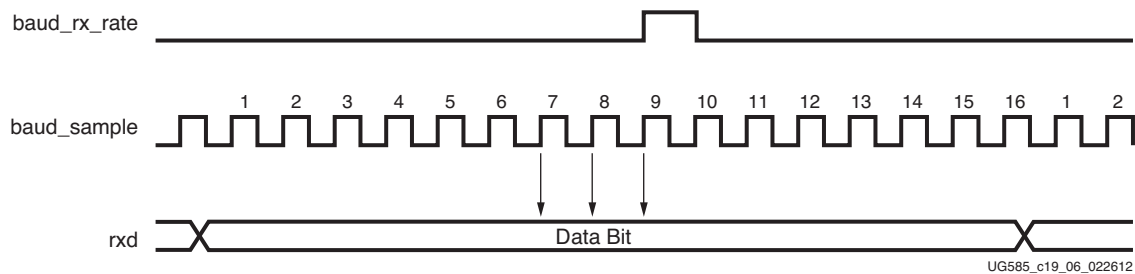 baud_rx_rate
1 2 3 4 5 6 7 8 9 10 11 12 13 14 15 16 1 2
baud_sample
rxd Data Bit
UG585_c19_06_022612